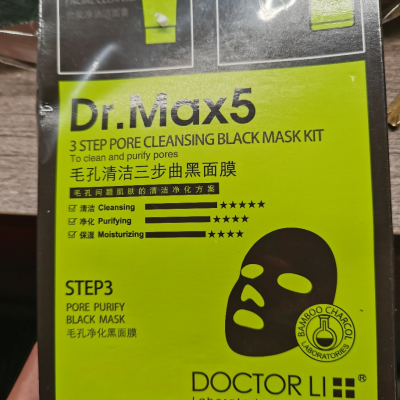 FACIAL CLEANSER
Dr.Max5
3 STEP PORE CLEANSING BLACK MASK KIT
To clean and purify pores
毛孔清洁三步曲黑面膜
毛孔问题肌肤的清洁净化方案
清洁 Cleansing ★★★★★
净化 Purifying ★★★★
保湿 Moisturizing ★★★★
STEP3
PORE PURIFY
BLACK MASK
毛孔净化黑面膜
BAMBOO CHARCOL
LABORATORIES
DOCTOR LI ®